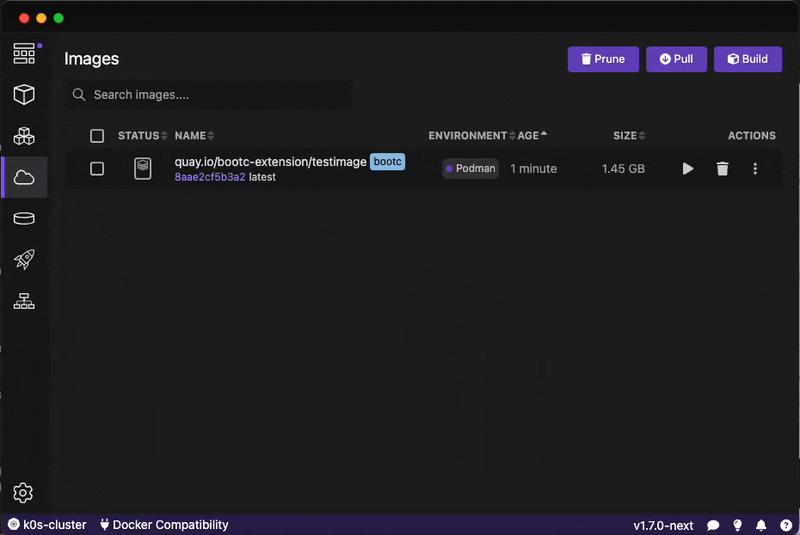 Images
Prune
Pull
Build
Search images....
STATUS NAME ENVIRONMENT AGE SIZE ACTIONS
quay.io/bootc-extension/testimage bootc
8aae2cf5b3a2 latest
Podman
1 minute
1.45 GB
k0s-cluster Docker Compatibility v1.7.0-next